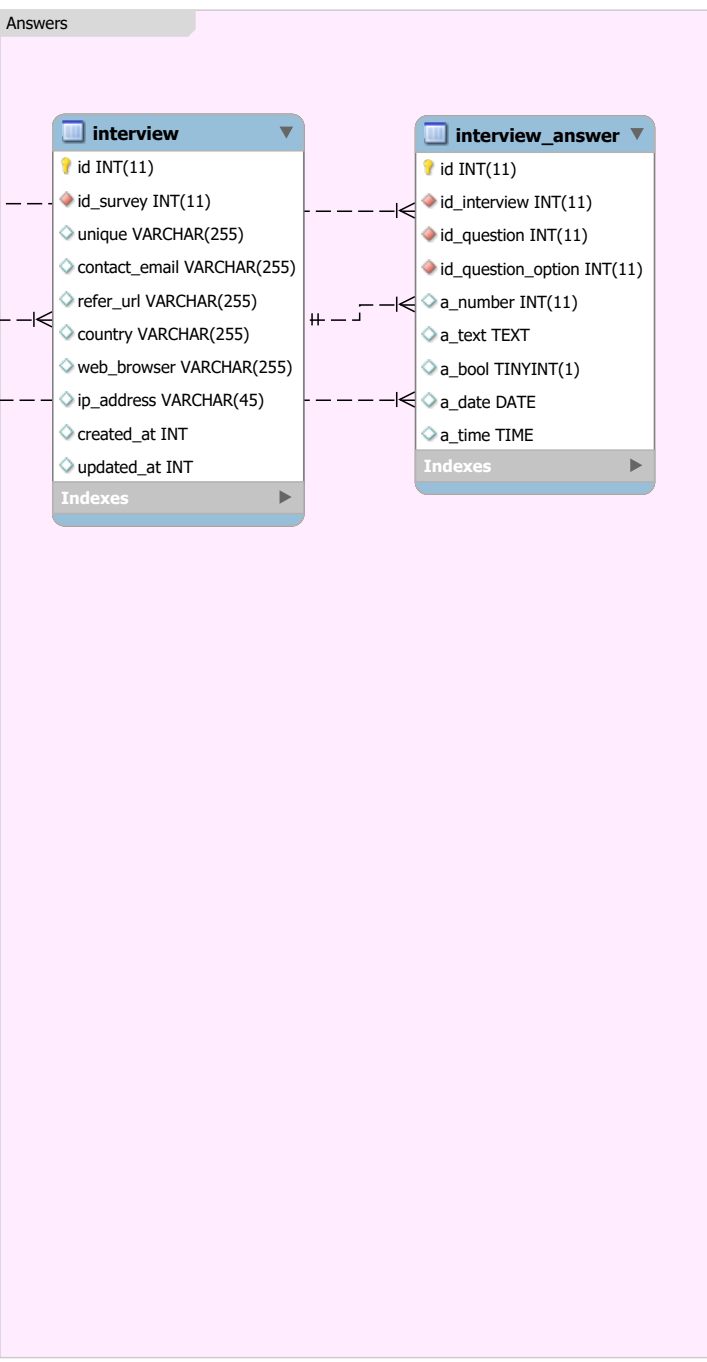 Answers
interview
id INT(11)
id_survey INT(11)
unique VARCHAR(255)
contact_email VARCHAR(255)
refer_url VARCHAR(255)
country VARCHAR(255)
web_browser VARCHAR(255)
ip_address VARCHAR(45)
created_at INT
updated_at INT
Indexes
interview_answer
id INT(11)
id_interview INT(11)
id_question INT(11)
id_question_option INT(11)
a_number INT(11)
a_text TEXT
a_bool TINYINT(1)
a_date DATE
a_time TIME
Indexes